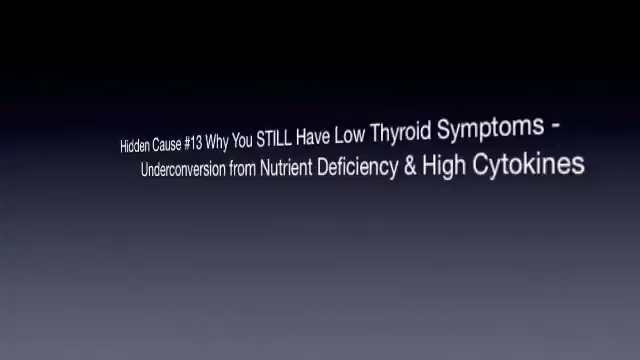 Hidden Cause #13 Why You STILL Have Low Thyroid Symptoms -
Underconversion from Nutrient Deficiency & High Cytokines